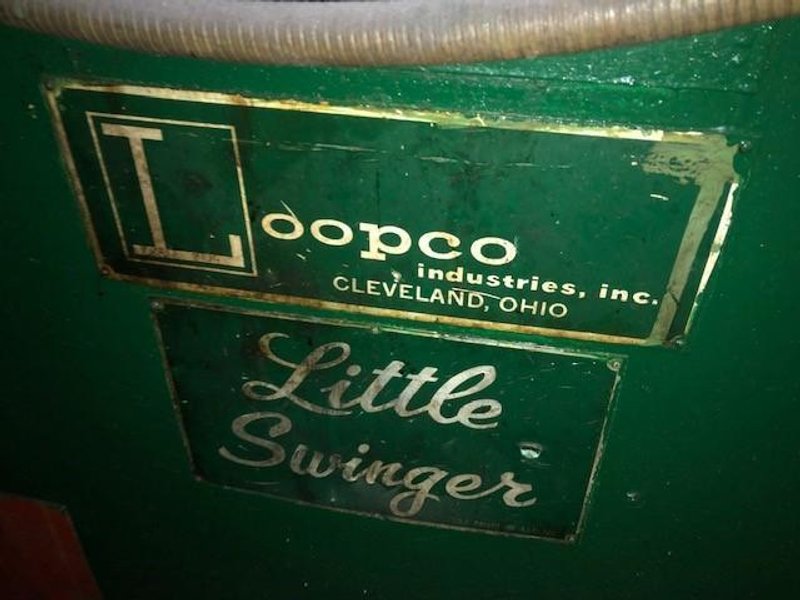 Loopco
industries, inc.
CLEVELAND, OHIO
Little
Swinger